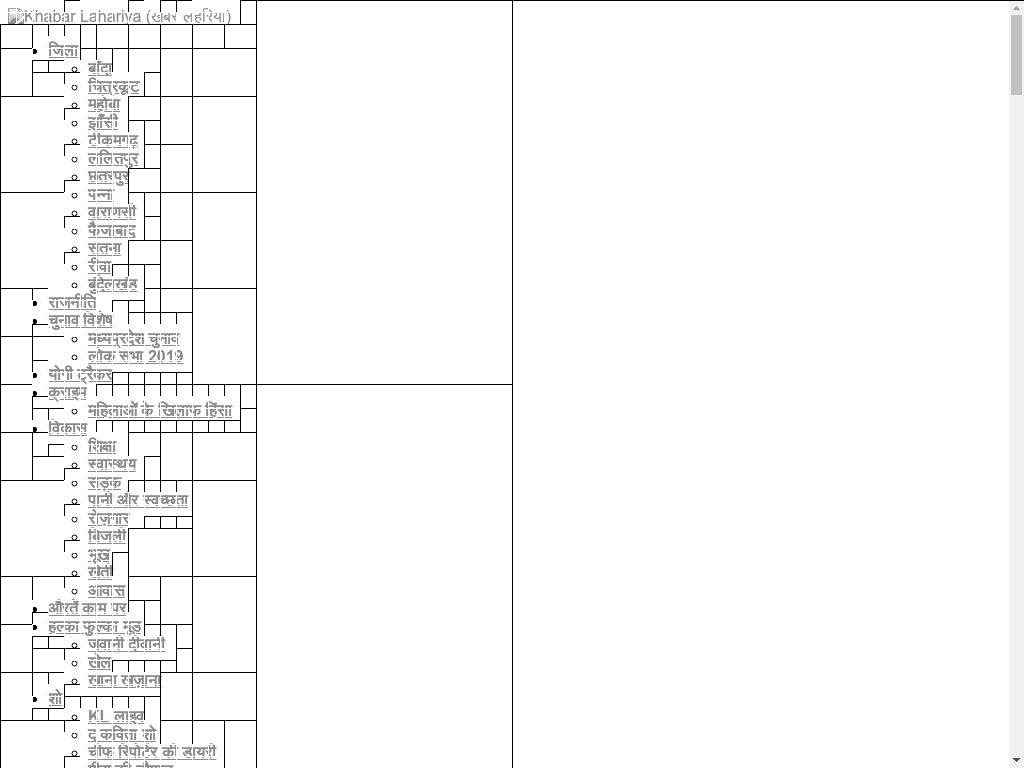 Khabar Lahariya (खबर लहरिया)
जिला
बाँदा
चित्रकूट
महोबा
झाँसी
टीकमगढ़
ललितपुर
छतरपुर
पन्ना
वाराणसी
फैजाबाद
सतना
रीवा
बुंदेलखंड
राजनीति
चुनाव विशेष
मध्यप्रदेश चुनाव
लोक सभा 2019
योगी ट्रैकर
क्राइम
महिलाओं के खिलाफ हिंसा
विकास
शिक्षा
स्वास्थय
सड़क
पानी और स्वच्छता
रोज़गार
बिजली
भूख
खेती
आवास
औरतें काम पर
हल्का फुल्का मूड
जवानी दीवानी
खेल
खाना खज़ाना
शो
KL लाइव
द कविता शो
चीफ रिपोर्टर की डायरी